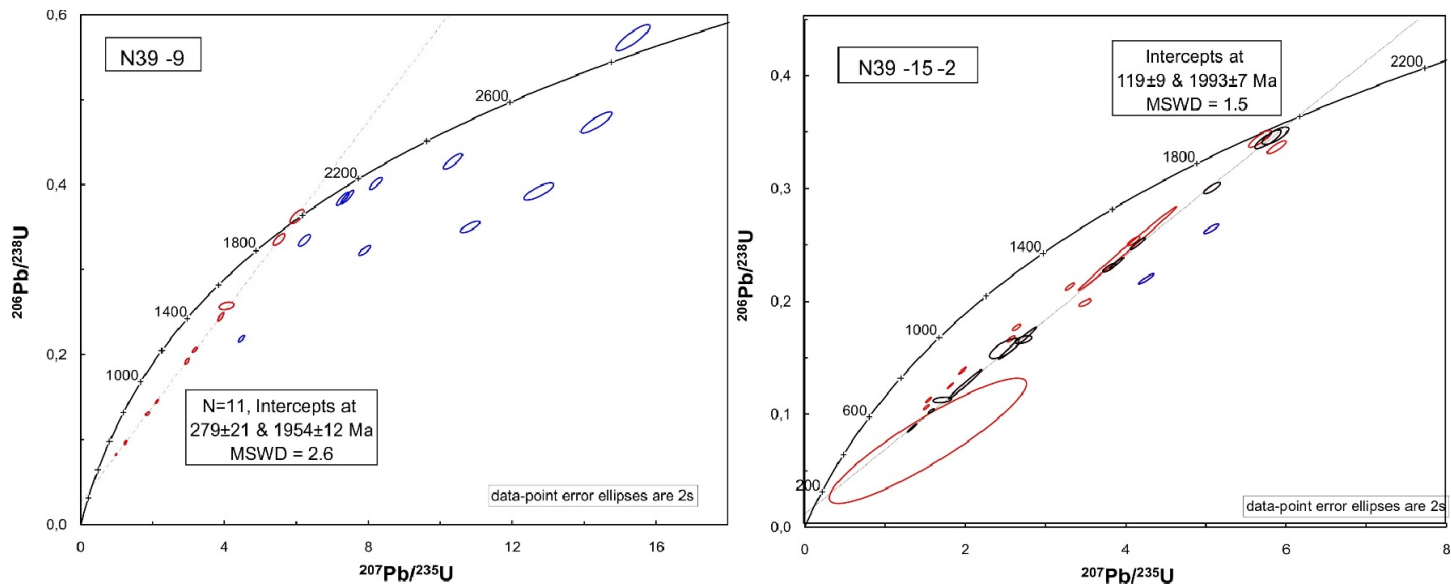 0,6
N39 -9
2600
²⁰⁶Pb/²³⁸U
0,4
2200
1800
1400
0,2
1000
N=11, Intercepts at
279±21 & 1954±12 Ma
MSWD = 2.6
data-point error ellipses are 2s
0,0
0 4 8 12 16
²⁰⁷Pb/²³⁵U
N39 -15 -2
Intercepts at
119±9 & 1993±7 Ma
MSWD = 1.5
2200
0,4
1800
²⁰⁶Pb/²³⁸U
0,3
1400
0,2
1000
0,1
600
200
data-point error ellipses are 2s
0,0
0 2 4 6 8
²⁰⁷Pb/²³⁵U